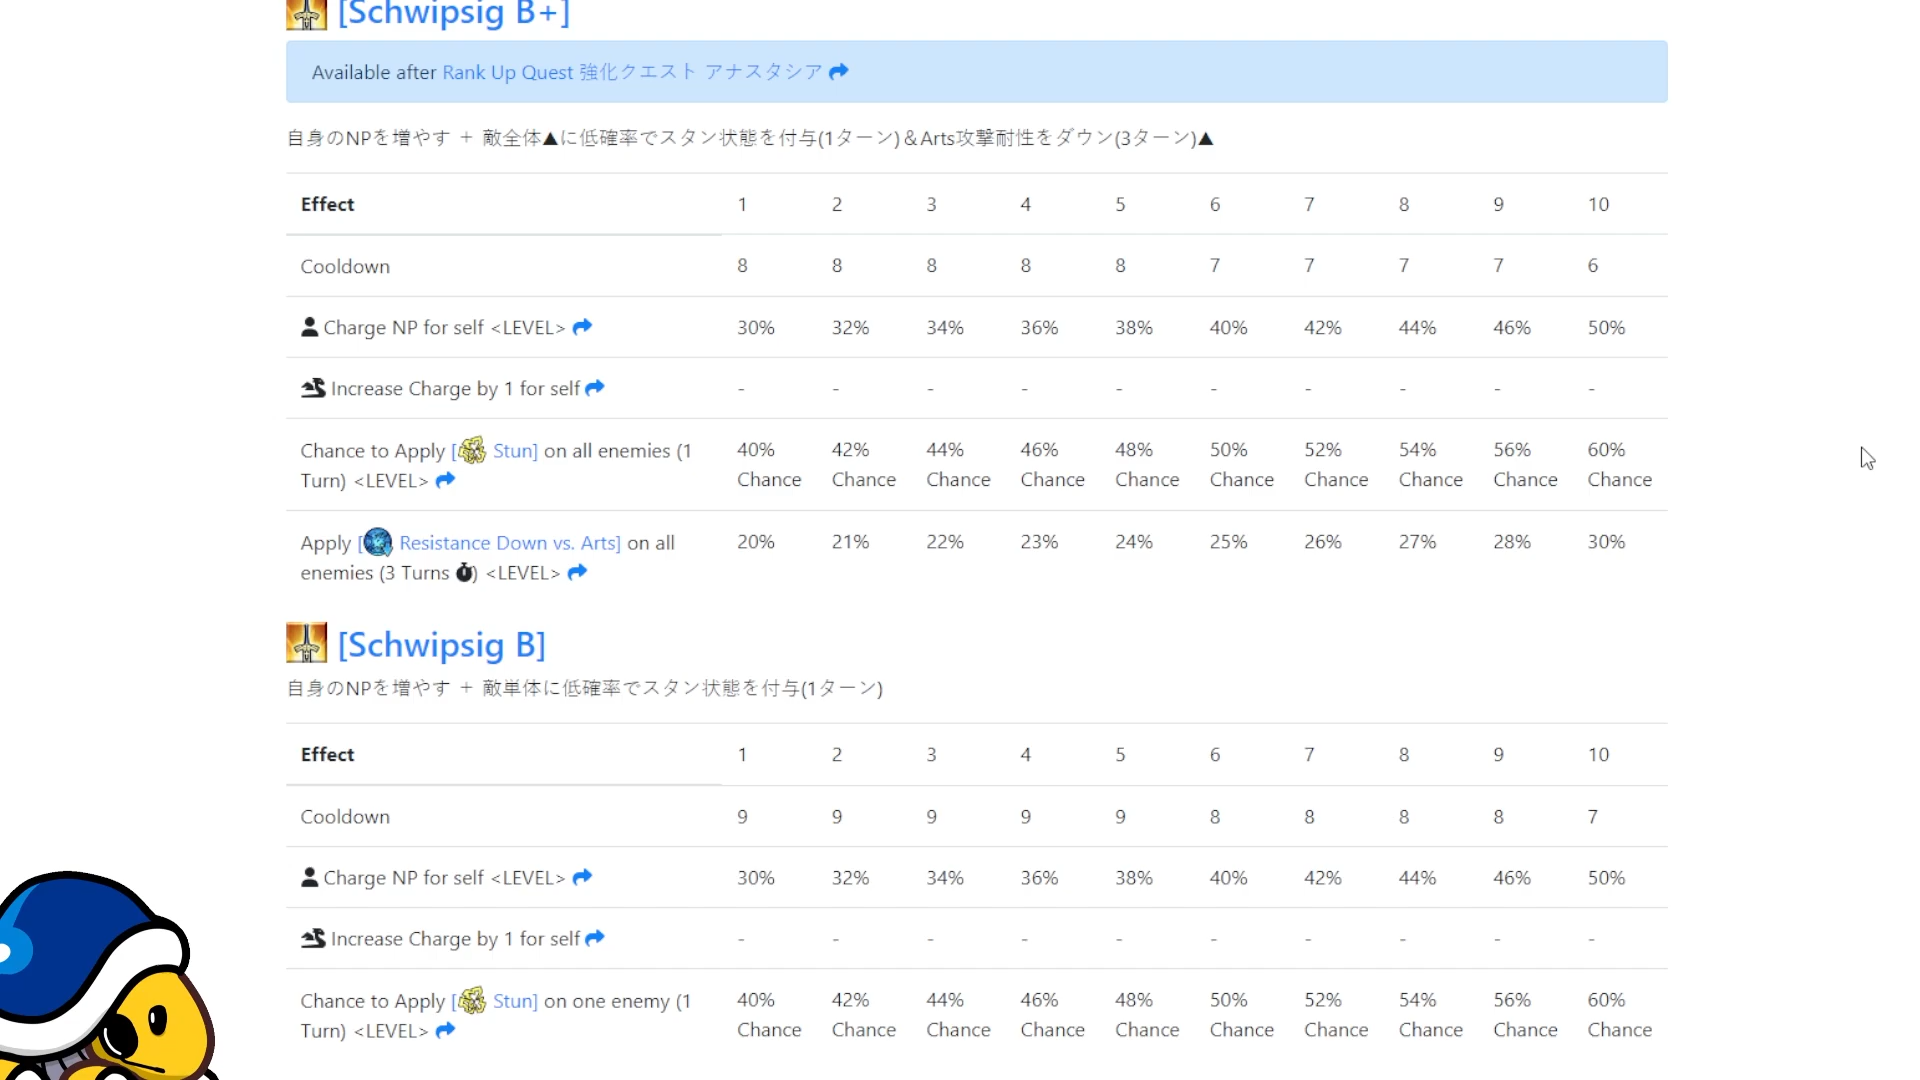 [Schwipsig B+]
Available after Rank Up Quest 強化クエスト アナスタシア
自身のNPを増やす ＋ 敵全体▲に低確率でスタン状態を付与(1ターン)＆Arts攻撃耐性をダウン(3ターン)▲
Effect 1 2 3 4 5 6 7 8 9 10
Cooldown 8 8 8 8 8 7 7 7 7 6
Charge NP for self <LEVEL> 30% 32% 34% 36% 38% 40% 42% 44% 46% 50%
Increase Charge by 1 for self - - - - - - - - - -
Chance to Apply [Stun] on all enemies (1 40% 42% 44% 46% 48% 50% 52% 54% 56% 60%
Turn) <LEVEL> Chance Chance Chance Chance Chance Chance Chance Chance Chance Chance
Apply [Resistance Down vs. Arts] on all 20% 21% 22% 23% 24% 25% 26% 27% 28% 30%
enemies (3 Turns) <LEVEL>
[Schwipsig B]
自身のNPを増やす ＋ 敵単体に低確率でスタン状態を付与(1ターン)
Effect 1 2 3 4 5 6 7 8 9 10
Cooldown 9 9 9 9 9 8 8 8 8 7
Charge NP for self <LEVEL> 30% 32% 34% 36% 38% 40% 42% 44% 46% 50%
Increase Charge by 1 for self - - - - - - - - - -
Chance to Apply [Stun] on one enemy (1 40% 42% 44% 46% 48% 50% 52% 54% 56% 60%
Turn) <LEVEL> Chance Chance Chance Chance Chance Chance Chance Chance Chance Chance